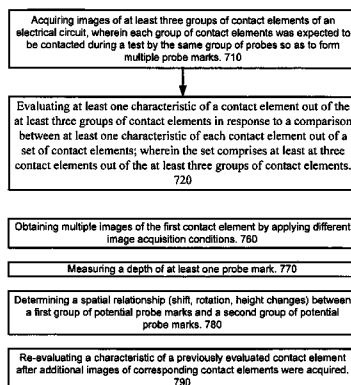 Acquiring images of at least three groups of contact elements of an
electrical circuit, wherein each group of contact elements was expected to
be contacted during a test by the same group of probes so as to form
multiple probe marks. 710
Evaluating at least one characteristic of a contact element out of the
at least three groups of contact elements in response to a comparison
between at least one characteristic of each contact element out of a
set of contact elements; wherein the set comprises at least at three
contact elements out of the at least three groups of contact elements.
720
Obtaining multiple images of the first contact element by applying different
image acquisition conditions. 760
Measuring a depth of at least one probe mark. 770
Determining a spatial relationship (shift, rotation, height changes) between
a first group of potential probe marks and a second group of potential
probe marks. 780
Re-evaluating a characteristic of a previously evaluated contact element
after additional images of corresponding contact elements were acquired.
790